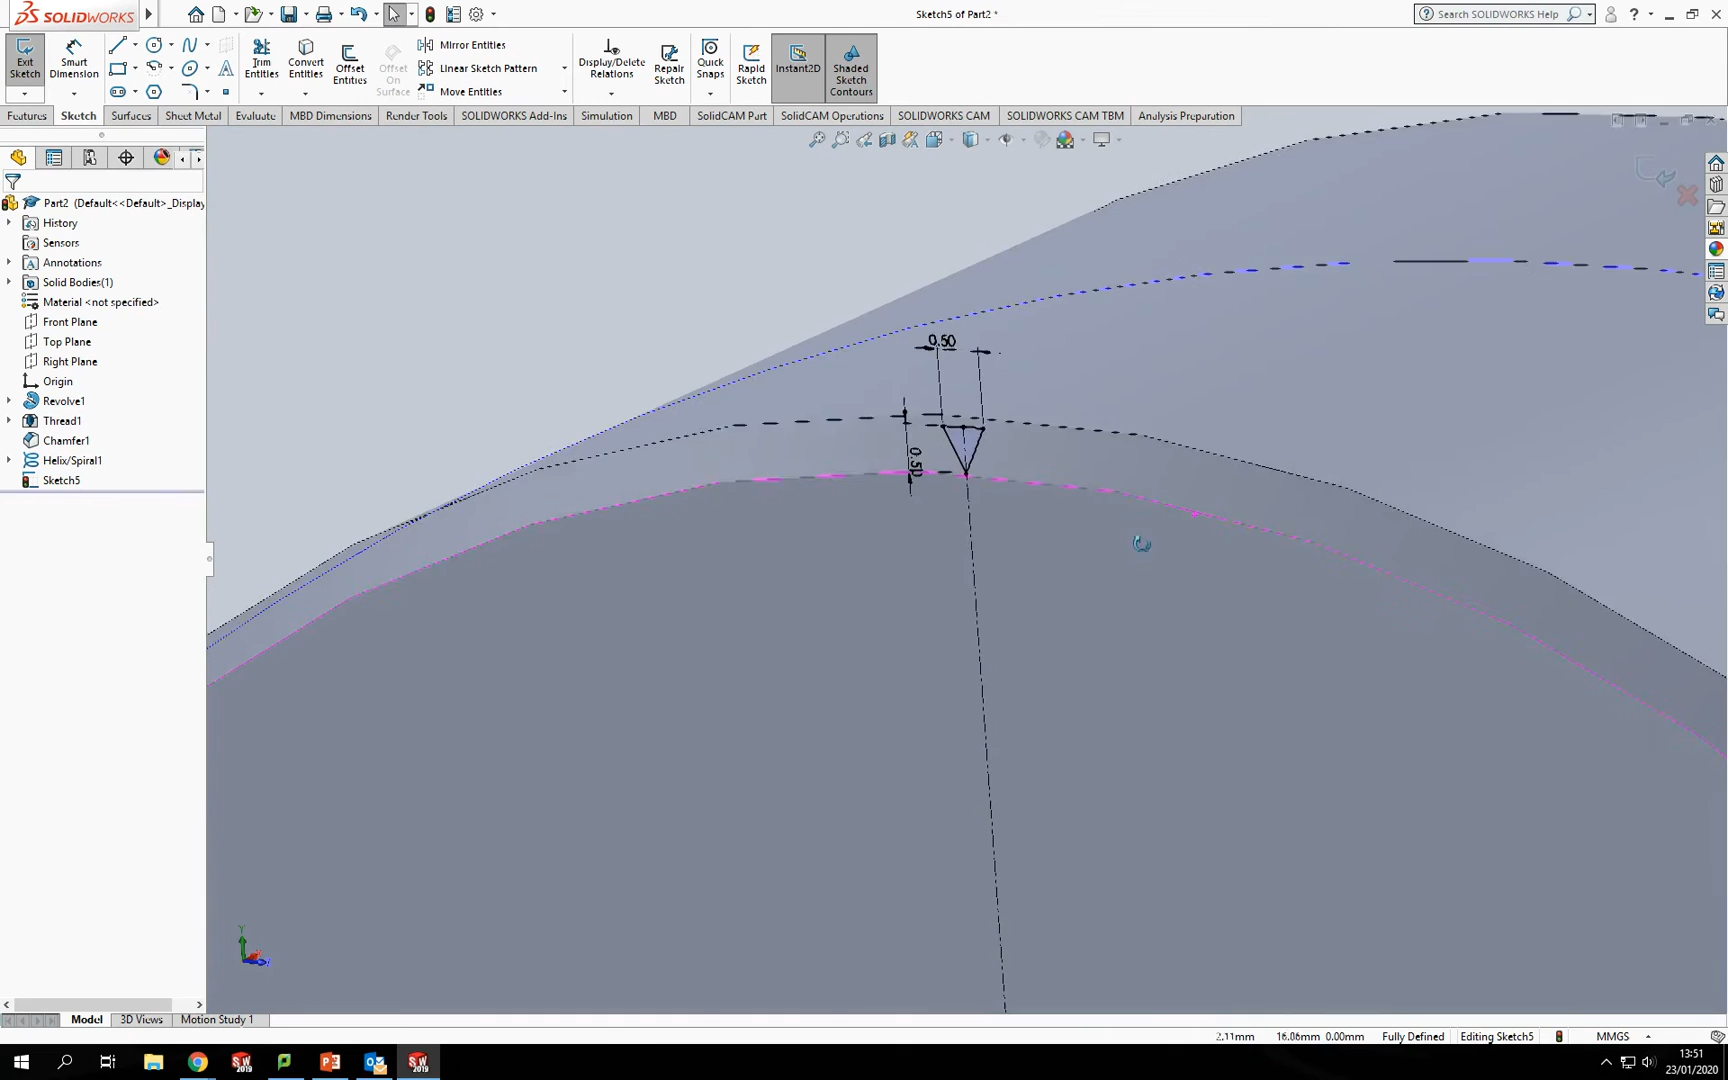 SOLIDWORKS
Sketch5 of Part2 *
Search SOLIDWORKS Help
Exit Sketch
Smart Dimension
Trim Entities
Convert Entities
Offset Entities
Offset On Surface
Mirror Entities
Linear Sketch Pattern
Move Entities
Display/Delete Relations
Repair Sketch
Quick Snaps
Rapid Sketch
Instant2D
Shaded Sketch Contours
Features
Sketch
Surfaces
Sheet Metal
Evaluate
MBD Dimensions
Render Tools
SOLIDWORKS Add-Ins
Simulation
MBD
SolidCAM Part
SolidCAM Operations
SOLIDWORKS CAM
SOLIDWORKS CAM TBM
Analysis Preparation
Part2 (Default<<Default>_Display
History
Sensors
Annotations
Solid Bodies(1)
Material <not specified>
Front Plane
Top Plane
Right Plane
Origin
Revolve1
Thread1
Chamfer1
Helix/Spiral1
Sketch5
0.50
0.50
Y
Model
3D Views
Motion Study 1
2.11mm
16.06mm 0.00mm
Fully Defined
Editing Sketch5
MMGS
13:51
23/01/2020